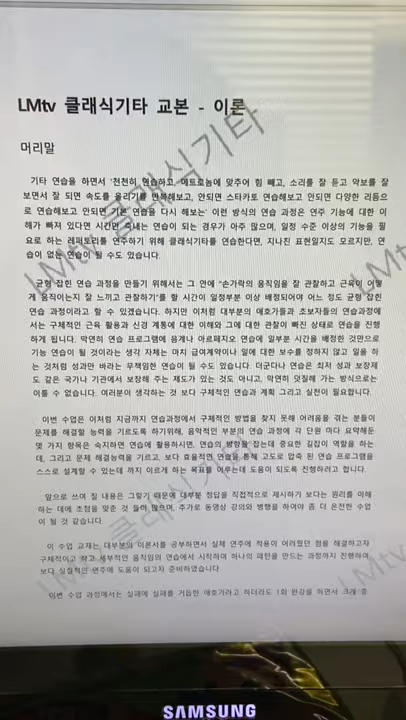 LMtv 클래식기타 교본 - 이론
머리말
기타 연습을 하면서 '천천히 연습하고, 메트로놈에 맞추어 힘 빼고, 소리를 잘 듣고 악보를 잘
보면서 잘 되면 속도를 올리기를 반복해보고, 안되면 스타카토 연습해보고 안되면 다양한 리듬으
로 연습해보고 안되면 기본 연습을 다시 해보는' 이런 방식의 연습 과정은 연주 기능에 대한 이
해가 빠져 있다면 시간만 축내는 연습이 되는 경우가 아주 많으며, 일정 수준 이상의 기능을 필
요로 하는 레퍼토리를 연주하기 위해 클래식기타를 연습한다면, 지나친 표현일지도 모르지만, 연
습이 없는 연습이 될 수도 있습니다.
균형 잡힌 연습 과정을 만들기 위해서는 그 안에 "손가락의 움직임을 잘 관찰하고 근육이 어떻
게 움직이는지 잘 느끼고 관찰하기"를 할 시간이 일정부분 이상 배정되어야 어느 정도 균형 잡힌
연습 과정이라고 할 수 있겠습니다. 하지만 이처럼 대부분의 애호가들과 초보자들의 연습과정에
서는 구체적인 근육 활용과 신경 계통에 대한 이해와 그에 대한 관찰이 빠진 상태로 연습을 진행
하게 됩니다. 막연히 연습 프로그램에 음계나 아르페지오 연습에 일부분 시간을 배정한 것만으로
기능 연습이 될 것이라는 생각 자체는 마치 급여계약이나 일에 대한 보수를 정하지 않고 일을 하
는 것처럼 성과만 바라는 무책임한 연습이 될 수도 있습니다. 더군다나 연습은 최저 성과 보장제
도 같은 국가나 기관에서 보장해 주는 제도가 있는 것도 아니고, 막연히 덧칠해 가는 방식으로는
이룰 수 없습니다. 여러분이 생각하는 것 보다 구체적인 연습과 계획 그리고 실천이 필요합니다.
이번 수업은 이처럼 지금까지 연습과정에서 구체적인 방법을 찾지 못해 어려움을 겪는 분들이
문제를 해결할 능력을 기르도록 하기위해, 음악적인 부분의 연습 과정에 각 단원 마다 요약해둔
몇 가지 항목은 숙지하면 연습에 활용하시면, 연습의 방향을 잡는데 중요한 길잡이 역할을 하는
데, 그리고 문제 해결능력을 기르고, 보다 효율적인 연습을 통해 고도로 압축 된 연습 프로그램을
스스로 설계할 수 있는데 까지 이르게 하는 목표를 이루는데 도움이 되도록 진행하려고 합니다.
앞으로 쓰여 질 내용은 그렇기 때문에 대부분 정답을 직접적으로 제시하기 보다는 원리를 이해
하는 데에 초점을 맞춘 것 들이 많으며, 추가로 동영상 강의와 병행을 하여야 좀 더 온전한 수업
이 될 것 같습니다.
이 수업 교재는 대부분의 이론서를 공부하면서 실제 연주에 적용이 어려웠던 점을 해결하고자
구체적이고 작고 세부적인 움직임의 연습에서 시작하여 하나의 패턴을 만드는 과정까지 진행하여
보다 실질적인 연주에 도움이 되고자 준비하였습니다.
이번 수업 과정에서는 실패에 실패를 거듭한 애호가라고 하더라도 1회 완강을 하면서 크게
LMtv 클래식기타
LMtv 클래식기타
LMtv
SAMSUNG